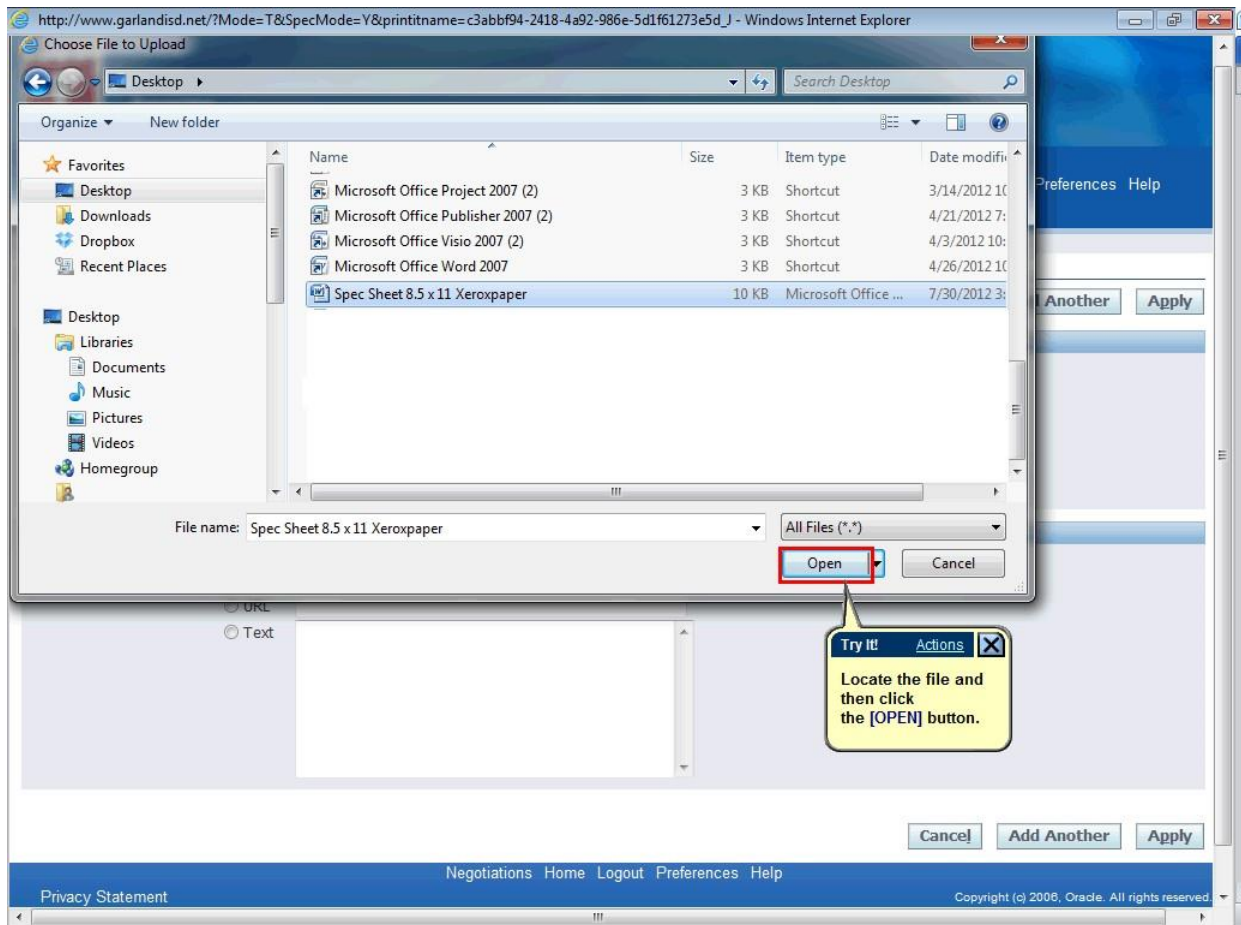 http://www.garlandisd.net/?Mode=T&SpecMode=Y&printitname=c3abbf94-2418-4a92-986e-5d1f61273e5d_J - Windows Internet Explorer
Choose File to Upload
Desktop
Search Desktop
Organize
New folder
Name Size Item type Date modifi
Favorites
Desktop
Downloads
Dropbox
Recent Places
Desktop
Libraries
Documents
Music
Pictures
Videos
Homegroup
Microsoft Office Project 2007 (2) 3 KB Shortcut 3/14/2012 10
Microsoft Office Publisher 2007 (2) 3 KB Shortcut 4/21/2012 7:
Microsoft Office Visio 2007 (2) 3 KB Shortcut 4/3/2012 10:
Microsoft Office Word 2007 3 KB Shortcut 4/26/2012 10
Spec Sheet 8.5 x 11 Xeroxpaper 10 KB Microsoft Office ... 7/30/2012 3:
Preferences Help
Another Apply
File name: Spec Sheet 8.5 x 11 Xeroxpaper All Files (*.*)
Open Cancel
URL
Text
Try It! Actions
Locate the file and
then click
the [OPEN] button.
Cancel Add Another Apply
Negotiations Home Logout Preferences Help
Privacy Statement
Copyright (c) 2006, Oracle. All rights reserved.